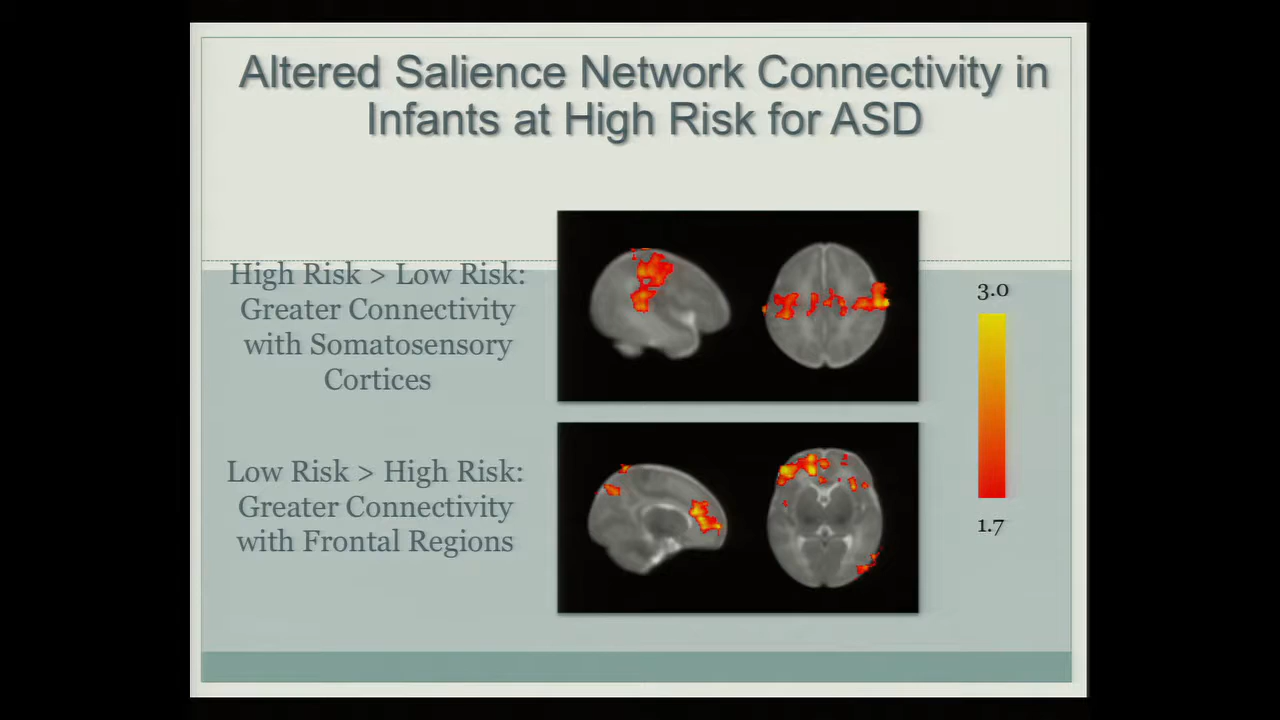 Altered Salience Network Connectivity in
Infants at High Risk for ASD
High Risk > Low Risk:
Greater Connectivity
with Somatosensory
Cortices
Low Risk > High Risk:
Greater Connectivity
with Frontal Regions
3.0
1.7